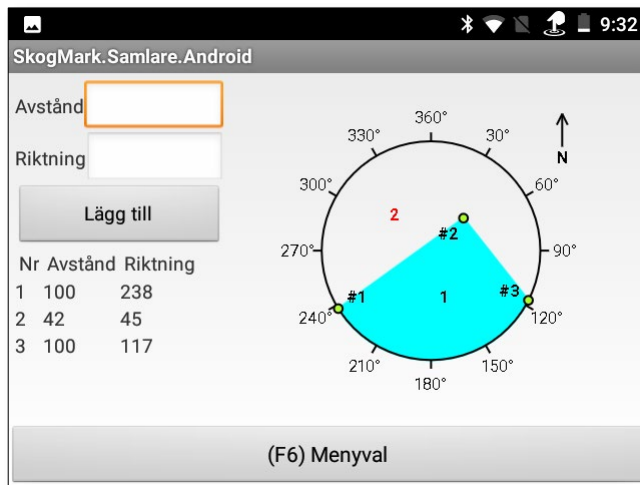 9:32
SkogMark.Samlare.Android
Avstånd
Riktning
Lägg till
Nr Avstånd Riktning
1 100 238
2 42 45
3 100 117
360°
330° 30°
N
300° 60°
2
#2
270° 90°
#1 1 #3
240° 120°
210° 150°
180°
(F6) Menyval